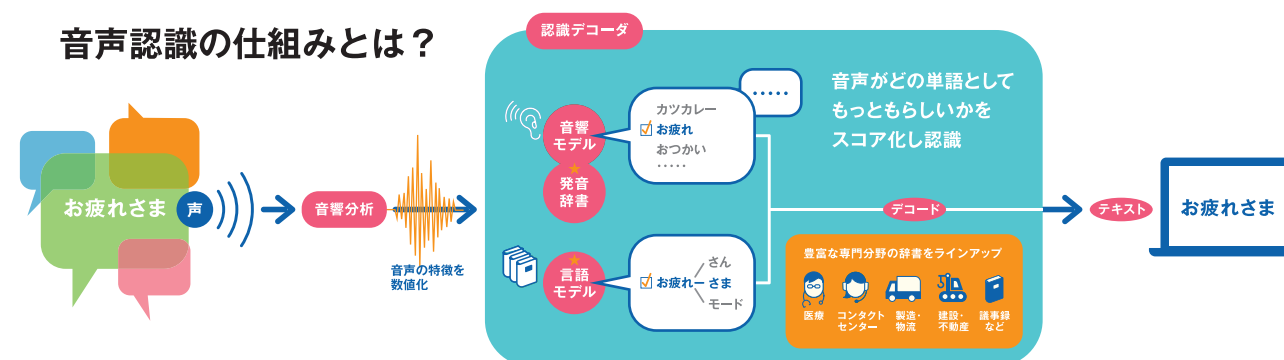 音声認識の仕組みとは?
お疲れさま
声
音響分析
音声の特徴を
数値化
認識デコーダ
音響
モデル
発音
辞書
カツカレー
お疲れ
おつかい
・・・・・
・・・・・
言語
モデル
お疲れ
さん
さま
モード
音声がどの単語として
もっともらしいかを
スコア化し認識
デコード
豊富な専門分野の辞書をラインアップ
医療
コンタクト
センター
製造・
物流
建設・
不動産
議事録
など
テキスト
お疲れさま